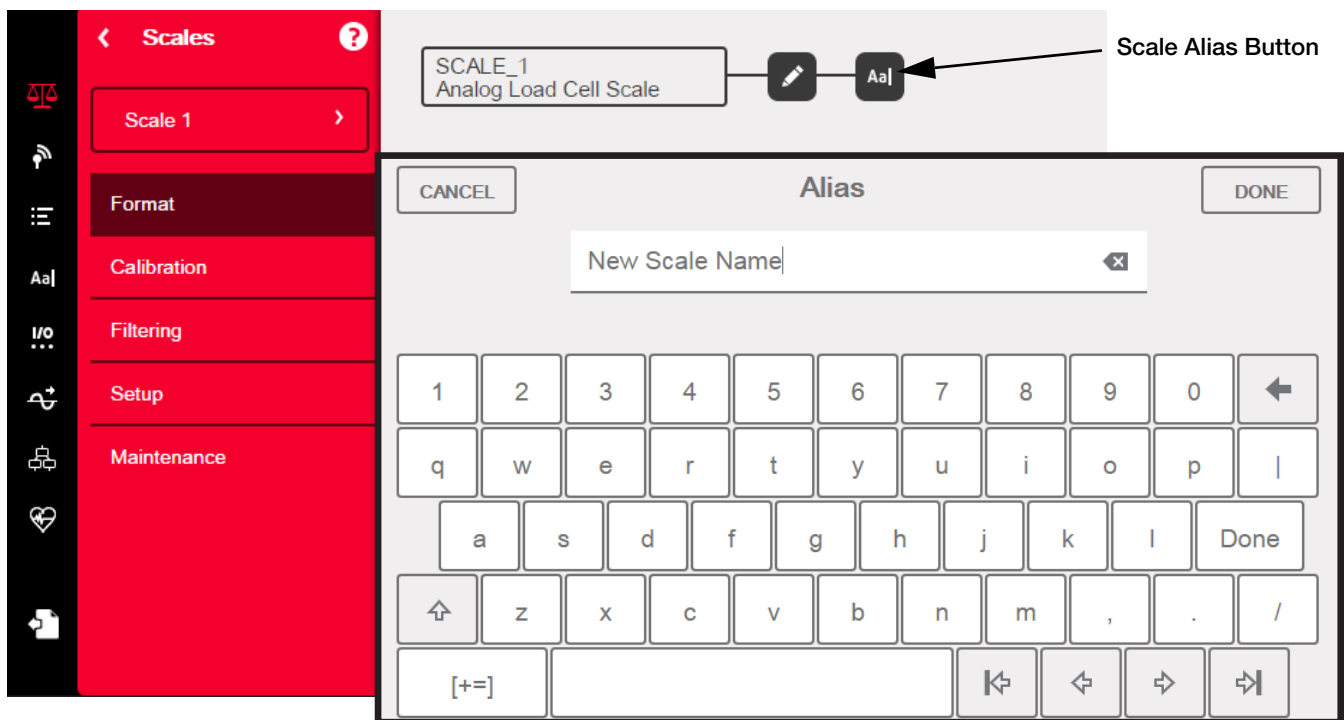 Scales
?
Scale 1
Format
Calibration
Filtering
Setup
Maintenance
Aa
I/O
SCALE_1
Analog Load Cell Scale
Aa
Scale Alias Button
CANCEL
Alias
DONE
New Scale Name
1 2 3 4 5 6 7 8 9 0
q w e r t y u i o p |
a s d f g h j k l Done
z x c v b n m , . /
[+=]